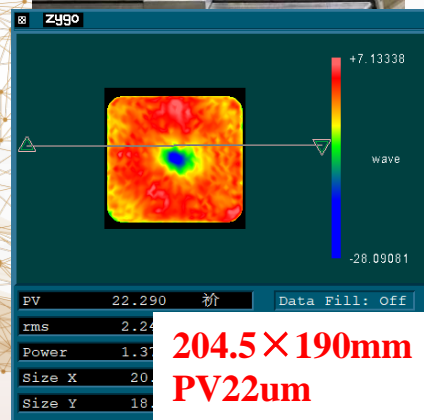 zygo
+7.13338
wave
-28.09081
PV 22.290 祄 Data Fill: Off
rms 2.24
Power 1.37
Size X 20.
Size Y 18.
204.5×190mm
PV22um